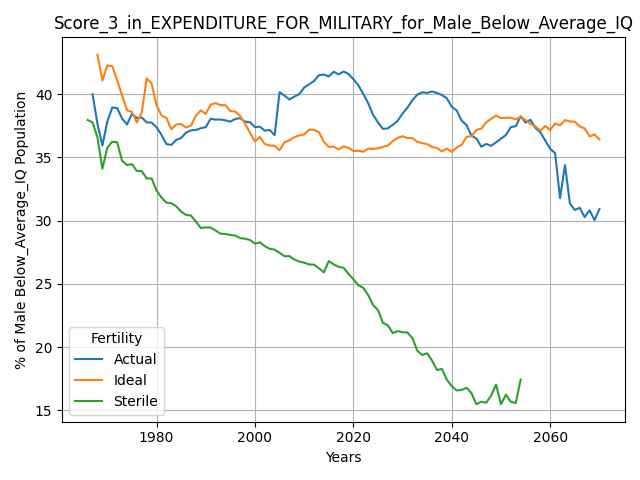 Score_3_in_EXPENDITURE_FOR_MILITARY_for_Male_Below_Average_IQ
% of Male Below_Average_IQ Population
40
35
30
25
20
15
Fertility
Actual
Ideal
Sterile
1980 2000 2020 2040 2060
Years